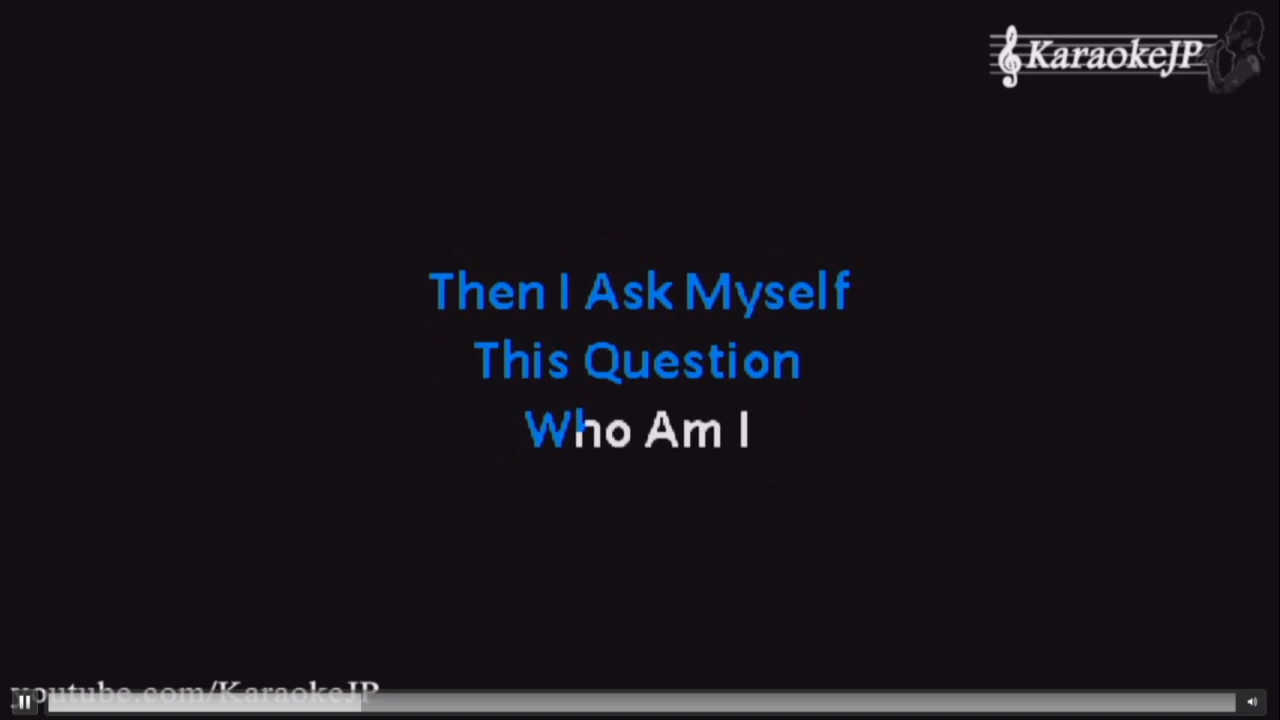 KaraokeJP
Then I Ask Myself
This Question
Who Am I
youtube.com/KaraokeJP